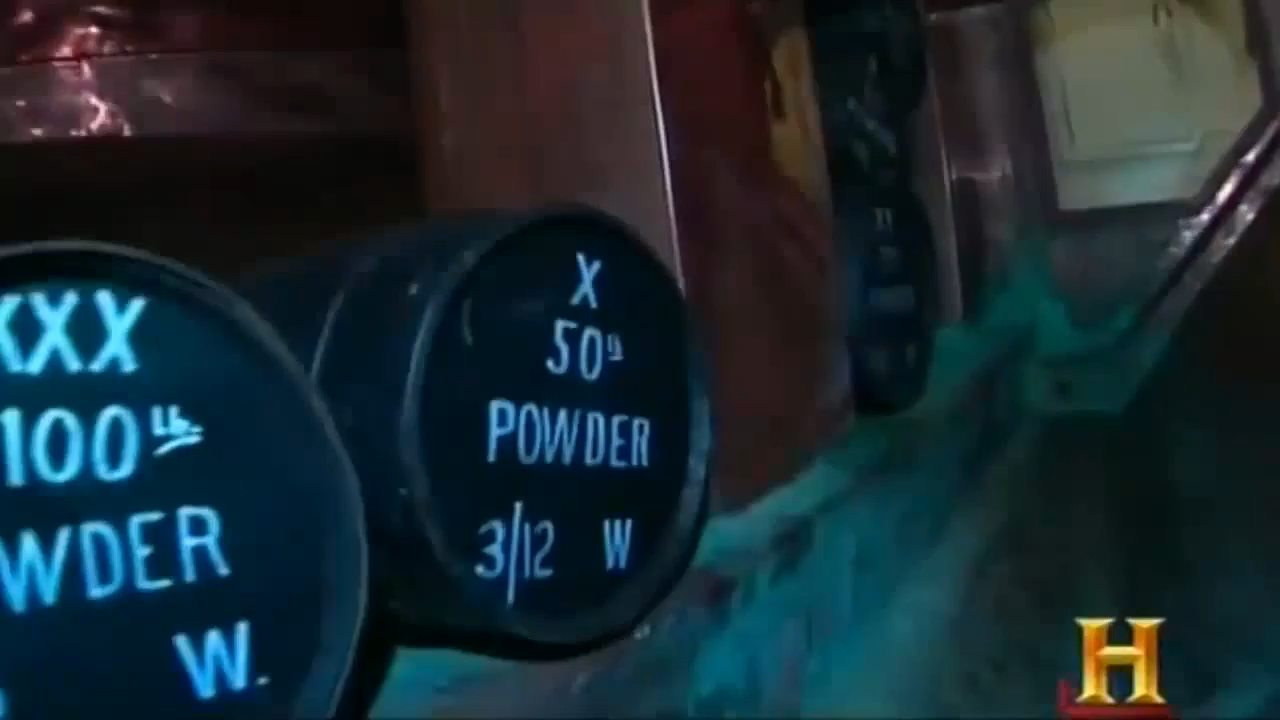 XXX
100 Lb.
WDER
W.
X
50 lb
POWDER
3/12 W
H